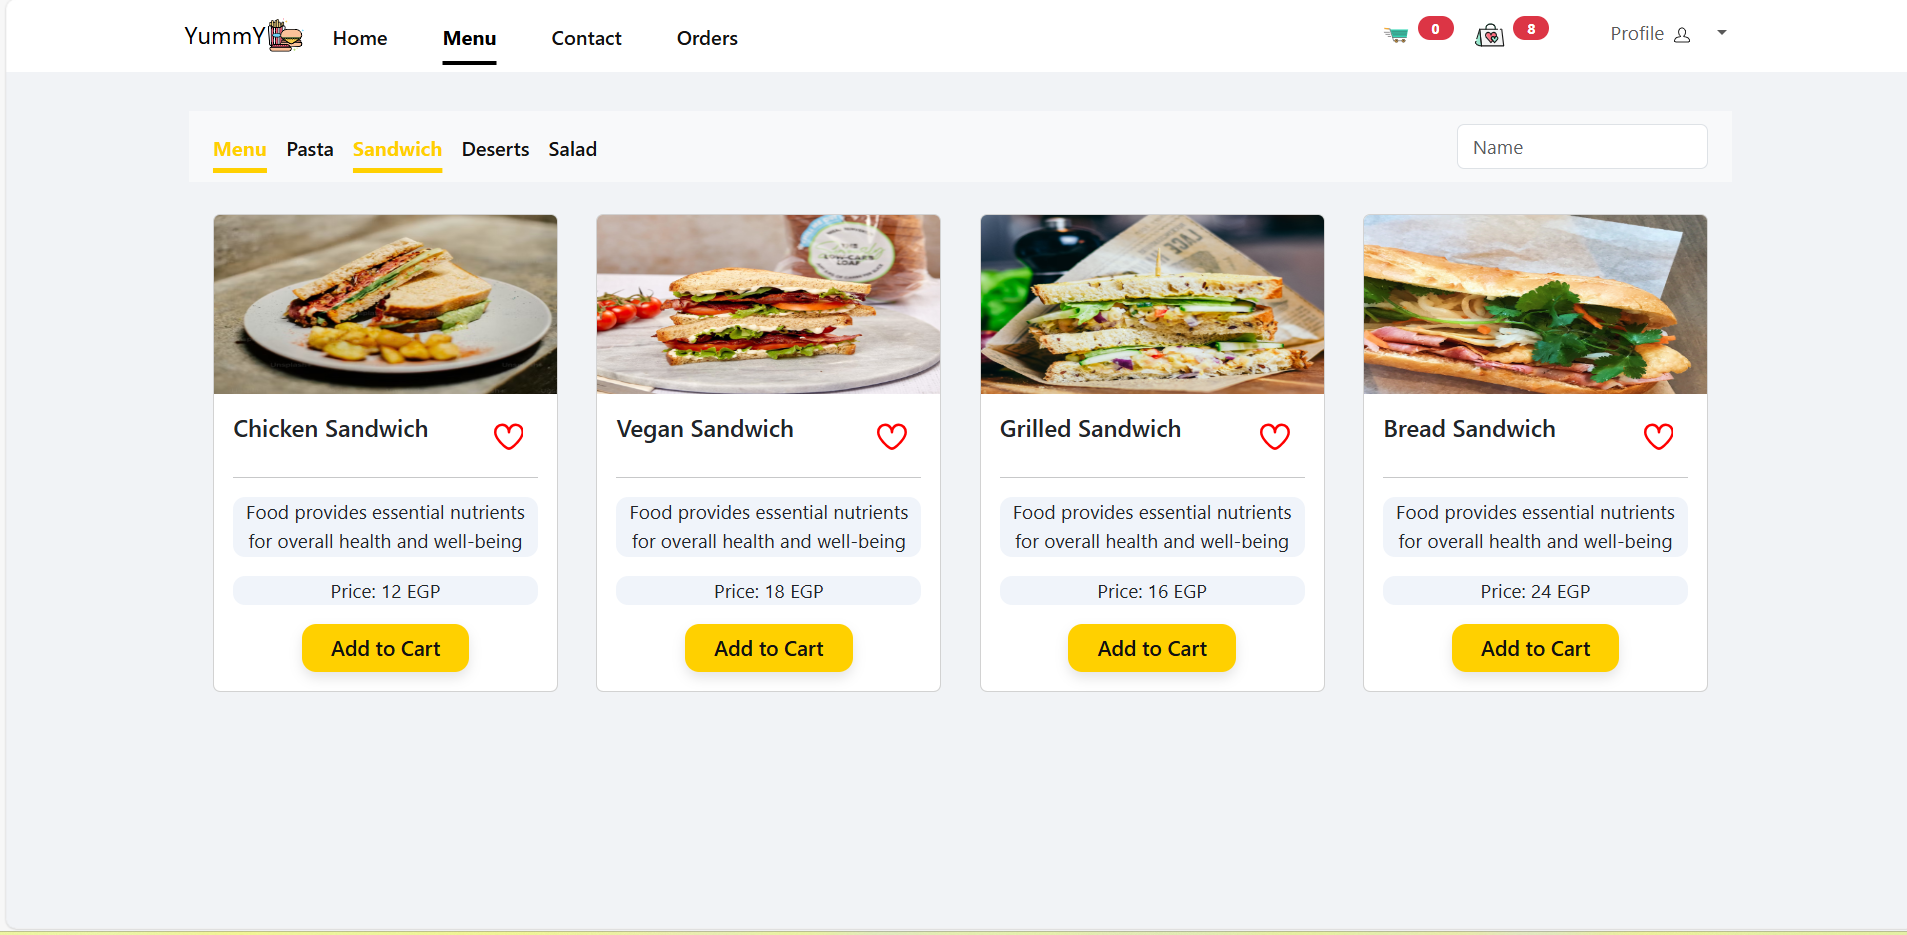 YummY Home Menu Contact Orders 0 8 Profile
Menu Pasta Sandwich Deserts Salad Name
LOW-CARB
LOAF
Chicken Sandwich
Food provides essential nutrients
for overall health and well-being
Price: 12 EGP
Add to Cart
Vegan Sandwich
Food provides essential nutrients
for overall health and well-being
Price: 18 EGP
Add to Cart
Grilled Sandwich
Food provides essential nutrients
for overall health and well-being
Price: 16 EGP
Add to Cart
Bread Sandwich
Food provides essential nutrients
for overall health and well-being
Price: 24 EGP
Add to Cart